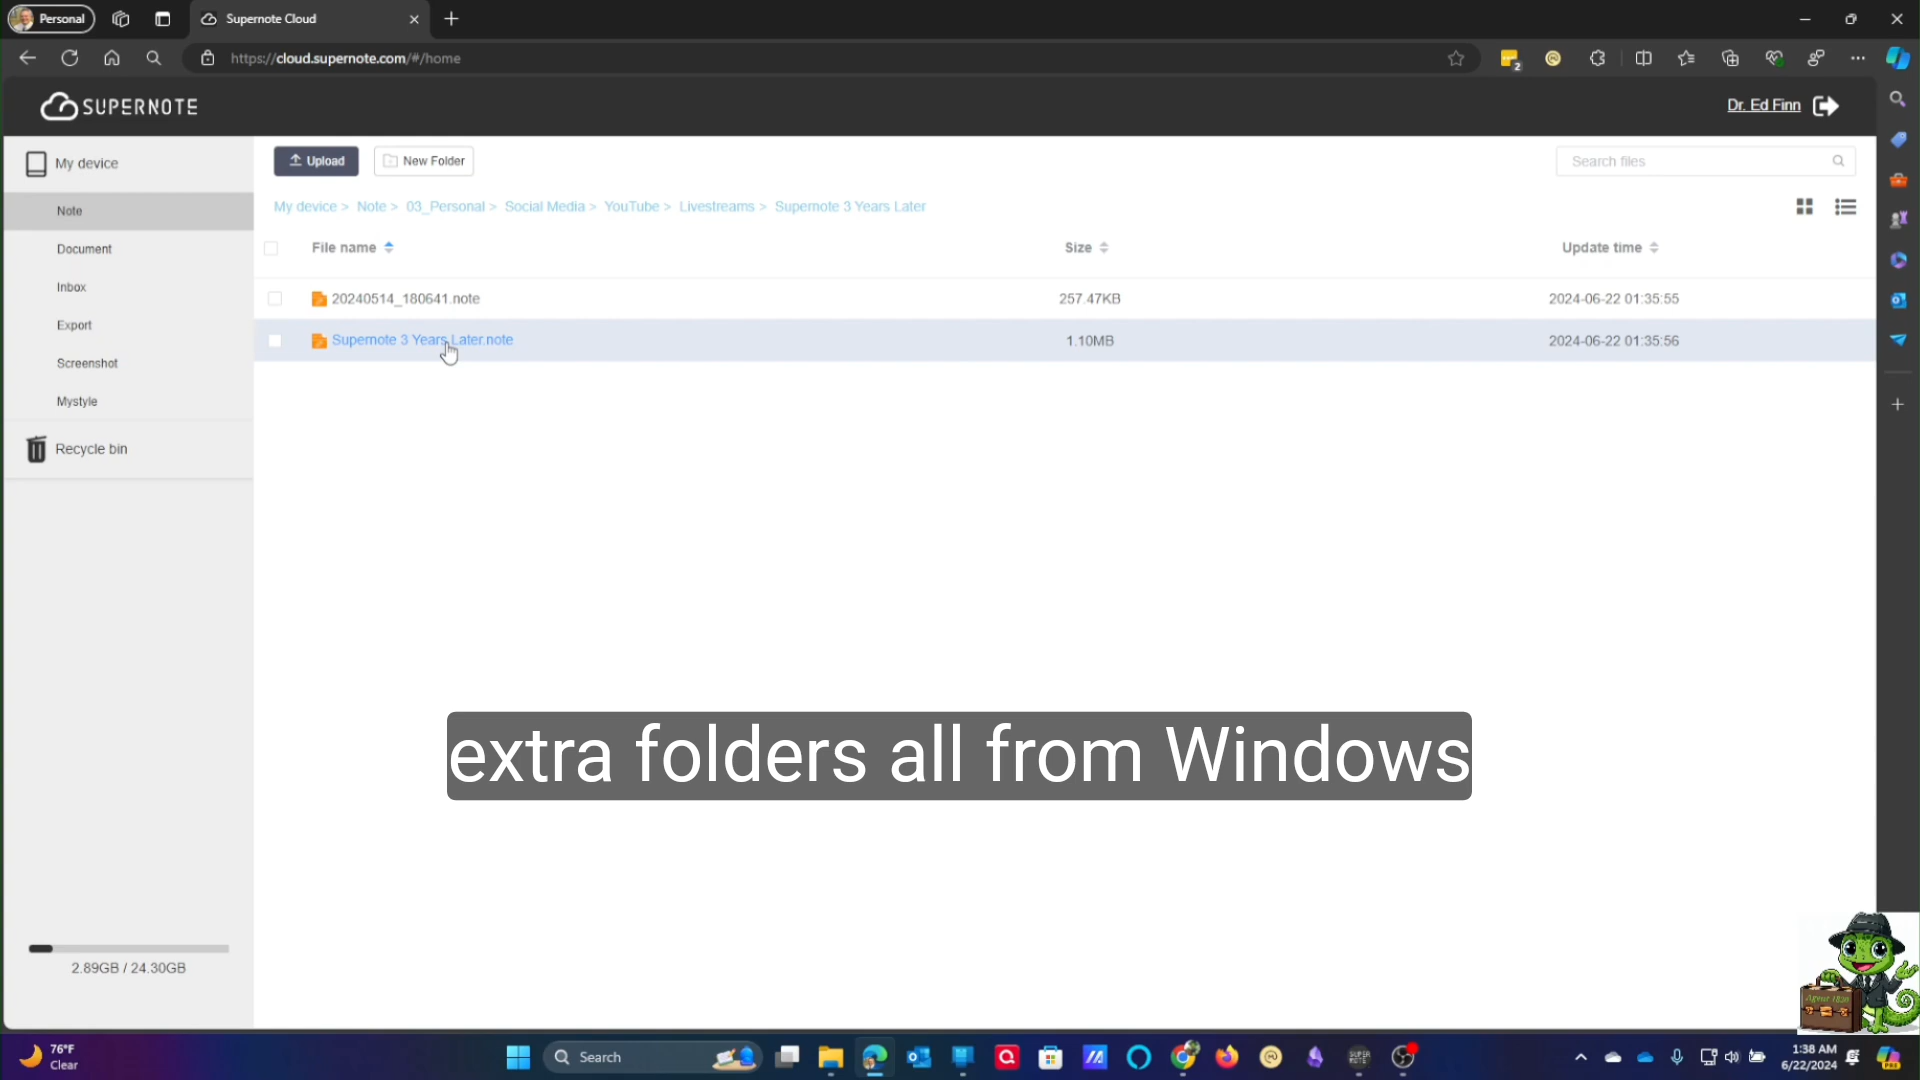 Personal
Supernote Cloud
https://cloud.supernote.com/#/home
2
SUPERNOTE
Dr. Ed Finn
My device
Upload
New Folder
Search files
Note
My device > Note > 03_Personal > Social Media > YouTube > Livestreams > Supernote 3 Years Later
Document
File name
Size
Update time
Inbox
20240514_180641.note
257.47KB
2024-06-22 01:35:55
Export
Supernote 3 Years Later.note
1.10MB
2024-06-22 01:35:56
Screenshot
Mystyle
Recycle bin
extra folders all from Windows
2.89GB / 24.30GB
76°F
Clear
Search
1:38 AM
6/22/2024
PRE